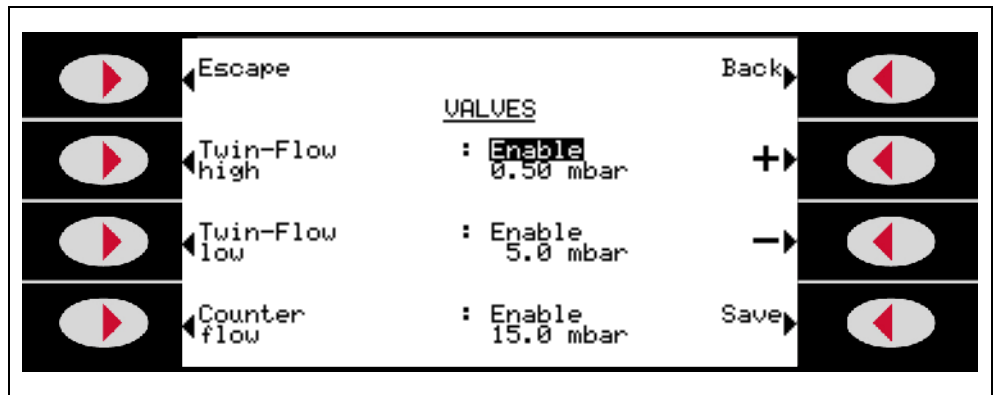 Escape Back
VALVES
Twin-Flow : Enable +
high 0.50 mbar
Twin-Flow : Enable −
low 5.0 mbar
Counter : Enable Save
flow 15.0 mbar